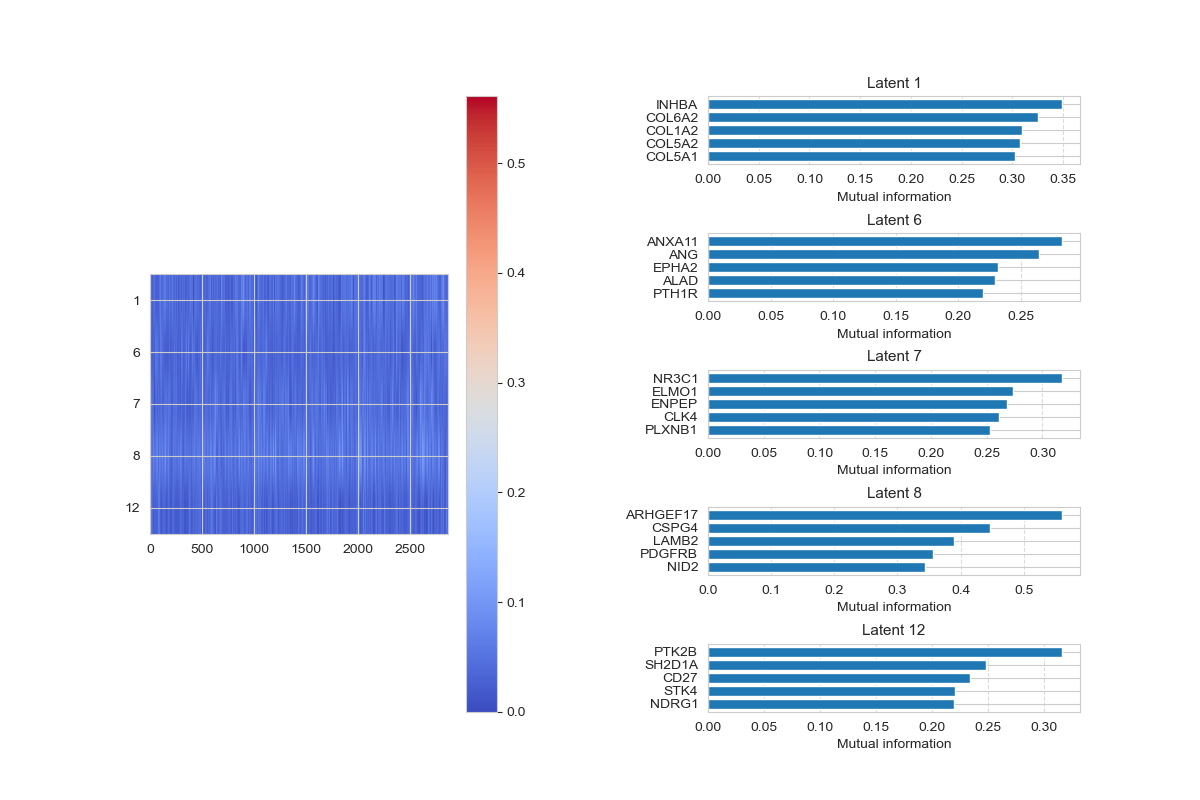 1
6
7
8
12
0 500 1000 1500 2000 2500
0.5
0.4
0.3
0.2
0.1
0.0
Latent 1
INHBA
COL6A2
COL1A2
COL5A2
COL5A1
0.00 0.05 0.10 0.15 0.20 0.25 0.30 0.35
Mutual information
Latent 6
ANXA11
ANG
EPHA2
ALAD
PTH1R
0.00 0.05 0.10 0.15 0.20 0.25
Mutual information
Latent 7
NR3C1
ELMO1
ENPEP
CLK4
PLXNB1
0.00 0.05 0.10 0.15 0.20 0.25 0.30
Mutual information
Latent 8
ARHGEF17
CSPG4
LAMB2
PDGFRB
NID2
0.0 0.1 0.2 0.3 0.4 0.5
Mutual information
Latent 12
PTK2B
SH2D1A
CD27
STK4
NDRG1
0.00 0.05 0.10 0.15 0.20 0.25 0.30
Mutual information